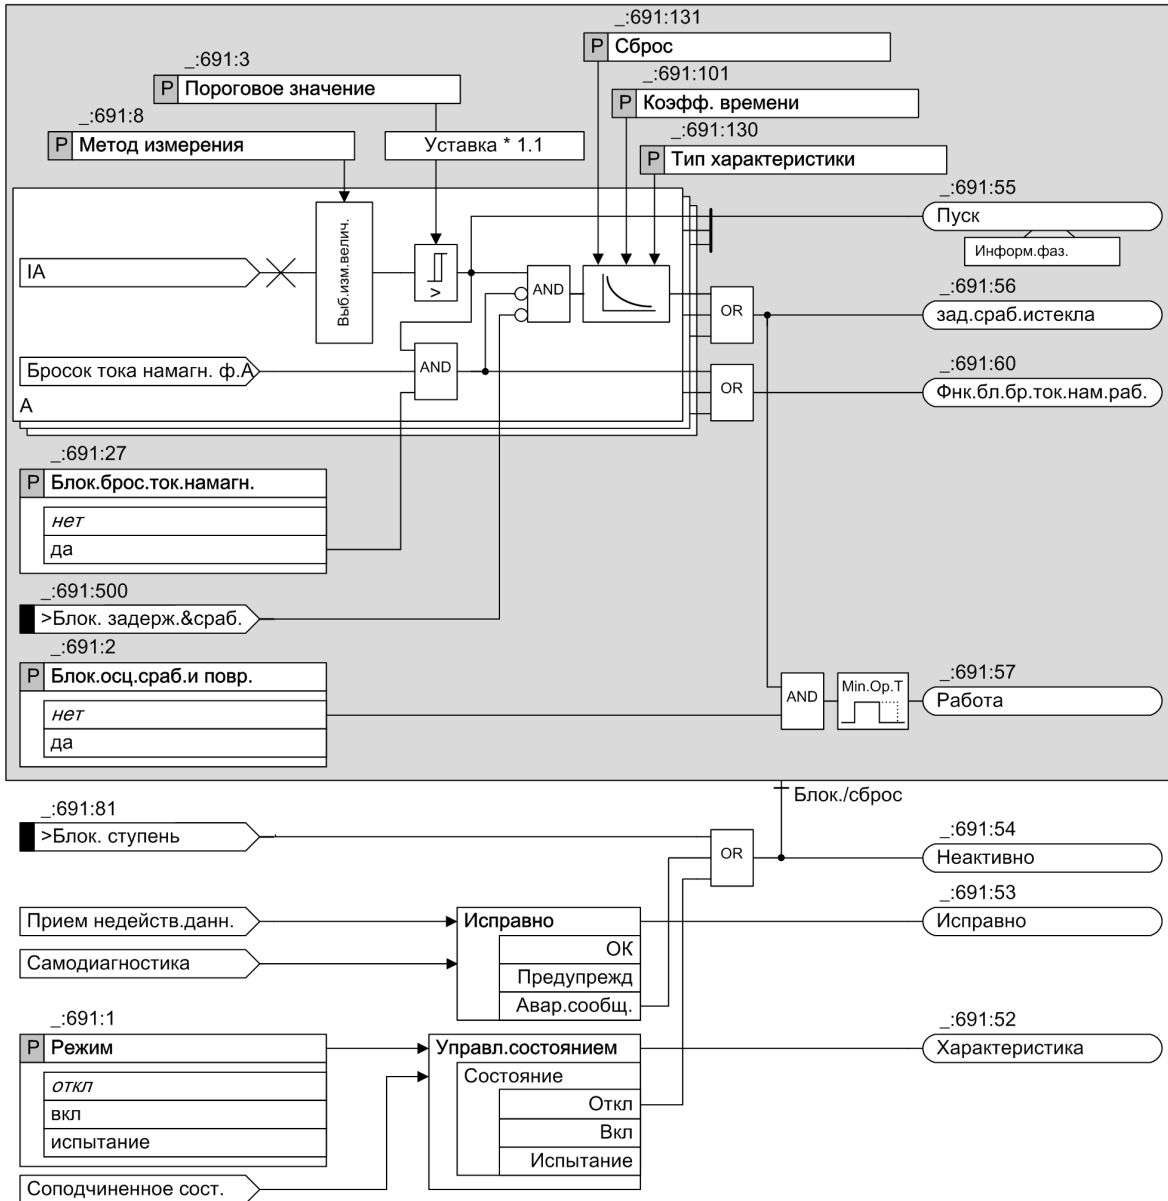 _:691:131
P Сброс
_:691:3
P Пороговое значение
_:691:101
P Коэфф. времени
_:691:8
P Метод измерения
Уставка * 1.1
_:691:130
P Тип характеристики
_:691:55
Пуск
Информ.фаз.
IA
Выб.изм.велич.
V
AND
OR
_:691:56
зад.сраб.истекла
Бросок тока намагн. ф.А
AND
OR
_:691:60
Фнк.бл.бр.ток.нам.раб.
A
_:691:27
P Блок.брос.ток.намагн.
нет
да
_:691:500
>Блок. задерж.&сраб.
_:691:2
P Блок.осц.сраб.и повр.
нет
да
AND
Min.Op.T
_:691:57
Работа
Блок./сброс
_:691:81
>Блок. ступень
OR
_:691:54
Неактивно
_:691:53
Исправно
Прием недейств.данн.
Самодиагностика
Исправно
ОК
Предупрежд
Авар.сообщ.
_:691:1
P Режим
откл
вкл
испытание
Соподчиненное сост.
Управл.состоянием
Состояние
Откл
Вкл
Испытание
_:691:52
Характеристика